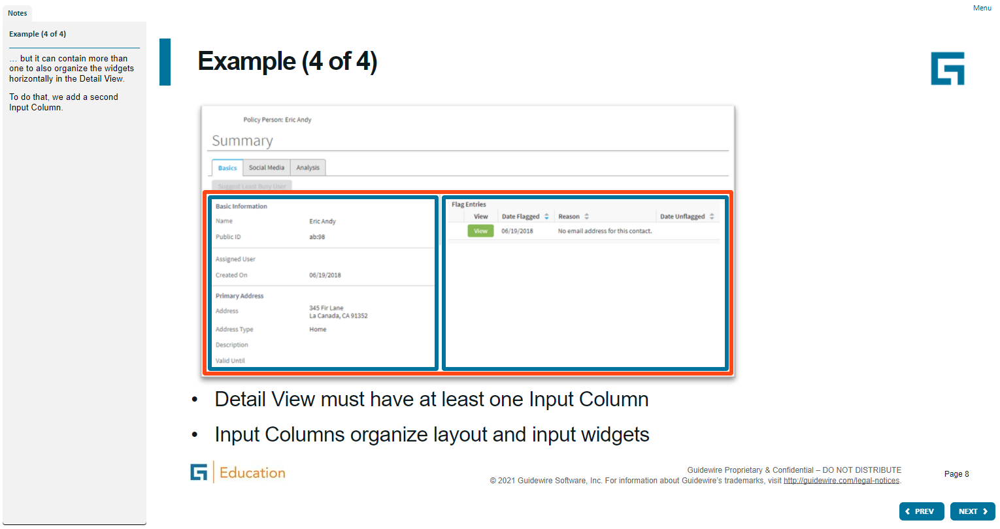 Notes
Menu
Example (4 of 4)
… but it can contain more than
one to also organize the widgets
horizontally in the Detail View.
To do that, we add a second
Input Column.
Example (4 of 4)
Policy Person: Eric Andy
Summary
Basics Social Media Analysis
Suggest Least Busy User
Basic Information
Name Eric Andy
Public ID ab:98
Assigned User
Created On 06/19/2018
Primary Address
Address 345 Fir Lane
La Canada, CA 91352
Address Type Home
Description
Valid Until
Flag Entries
View Date Flagged Reason Date Unflagged
View 06/19/2018 No email address for this contact.
• Detail View must have at least one Input Column
• Input Columns organize layout and input widgets
Education
Guidewire Proprietary & Confidential – DO NOT DISTRIBUTE
© 2021 Guidewire Software, Inc. For information about Guidewire’s trademarks, visit http://guidewire.com/legal-notices.
Page 8
PREV NEXT